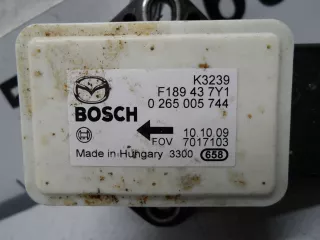 K3239
F189 43 7Y1
0 265 005 744
BOSCH
10.10.09
FOV 7017103
Made in Hungary 3300 658